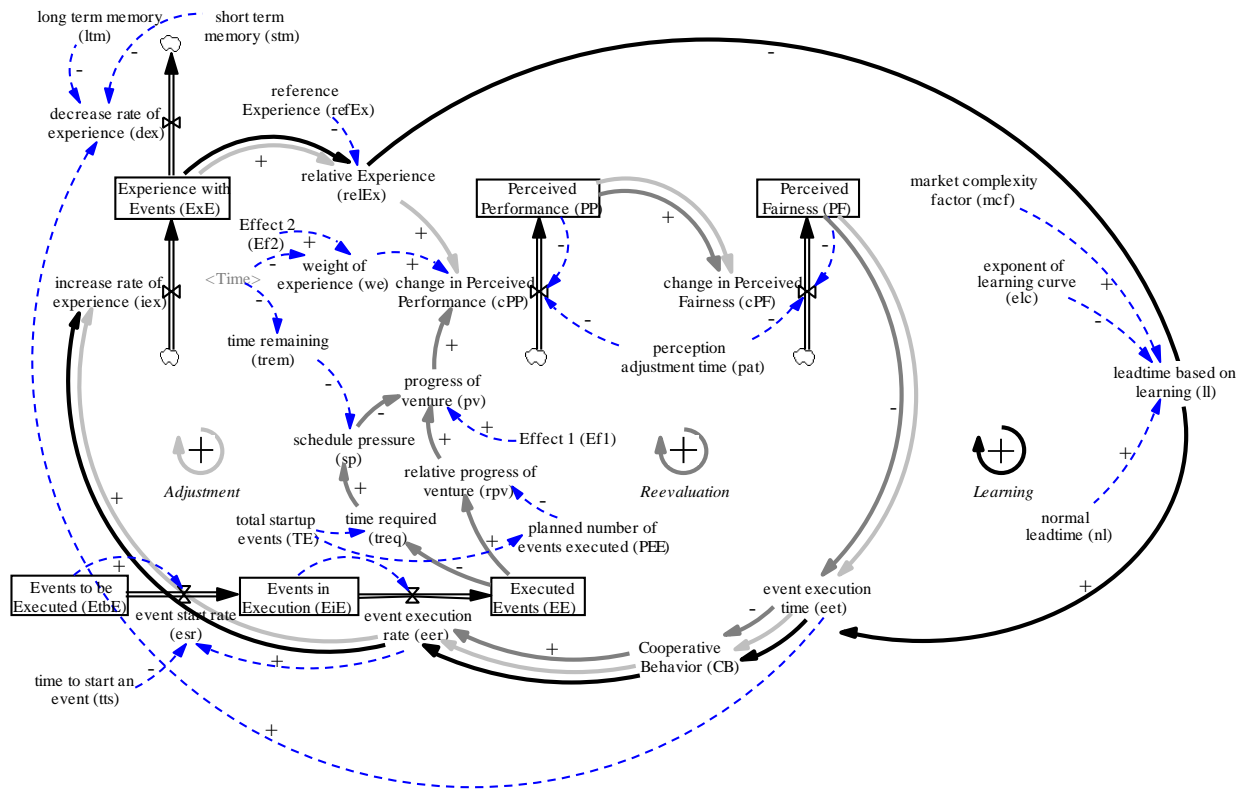 long term memory
(ltm)
short term
memory (stm)
-
-
-
reference
Experience (refEx)
-
decrease rate of
experience (dex)
+
relative Experience
(relEx)
Experience with
Events (ExE)
Perceived
Performance (PP)
Perceived
Fairness (PF)
market complexity
factor (mcf)
Effect 2
(Ef2)
+
+
+
-
-
<Time>
-
weight of
experience (we)
+
change in Perceived
Performance (cPP)
change in Perceived
Fairness (cPF)
exponent of
learning curve
(elc)
+
increase rate of
experience (iex)
-
-
-
-
time remaining
(trem)
+
perception
adjustment time (pat)
-
progress of
venture (pv)
leadtime based on
learning (ll)
-
-
+
+
Effect 1 (Ef1)
schedule pressure
(sp)
+
+
+
+
+
Adjustment
Reevaluation
Learning
relative progress of
venture (rpv)
+
-
+
total startup
events (TE)
time required
(treq)
+
planned number of
events executed (PEE)
normal
leadtime (nl)
+
-
Events to be
Executed (EtbE)
Events in
Execution (EiE)
Executed
Events (EE)
event execution
time (eet)
+
event start rate
(esr)
event execution
rate (eer)
-
+
Cooperative
Behavior (CB)
+
-
time to start an
event (tts)
+